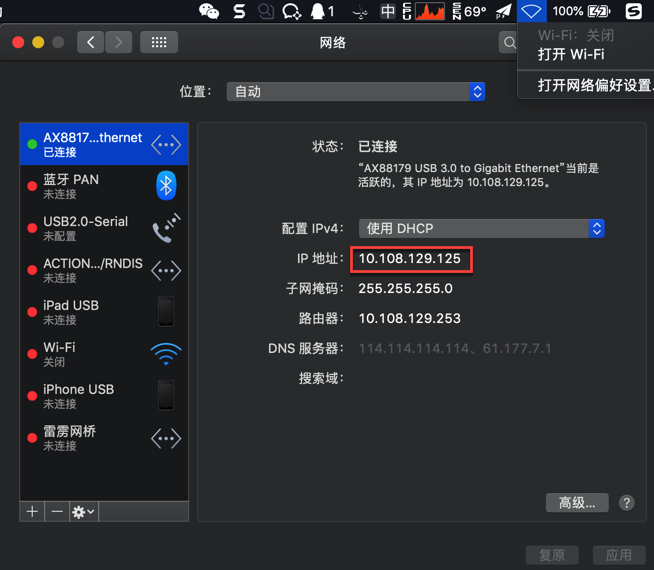 1
中
CPU
SEN
69°
100%
网络
Wi-Fi：关闭
打开 Wi-Fi
打开网络偏好设置
位置：
自动
AX8817...thernet
已连接
蓝牙 PAN
未连接
USB2.0-Serial
未配置
ACTION.../RNDIS
未连接
iPad USB
未连接
Wi-Fi
关闭
iPhone USB
未连接
雷雳网桥
未连接
状态：
已连接
“AX88179 USB 3.0 to Gigabit Ethernet”当前是
活跃的，其 IP 地址为 10.108.129.125。
配置 IPv4：
使用 DHCP
IP 地址：
10.108.129.125
子网掩码：
255.255.255.0
路由器：
10.108.129.253
DNS 服务器：
114.114.114.114、61.177.7.1
搜索域：
高级...
?
复原
应用